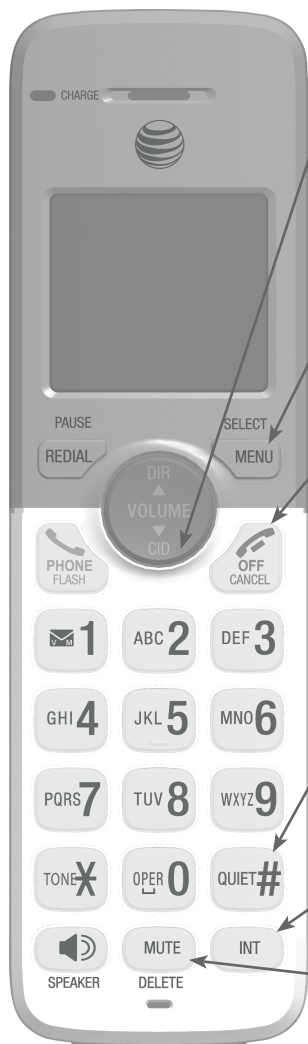 CHARGE
PAUSE
SELECT
REDIAL
MENU
DIR
VOLUME
CID
PHONE
FLASH
OFF
CANCEL
V M 1
ABC 2
DEF 3
GHI 4
JKL 5
MNO 6
PQRS 7
TUV 8
WXYZ 9
TONE *
OPER 0
QUIET #
MUTE
INT
SPEAKER
DELETE